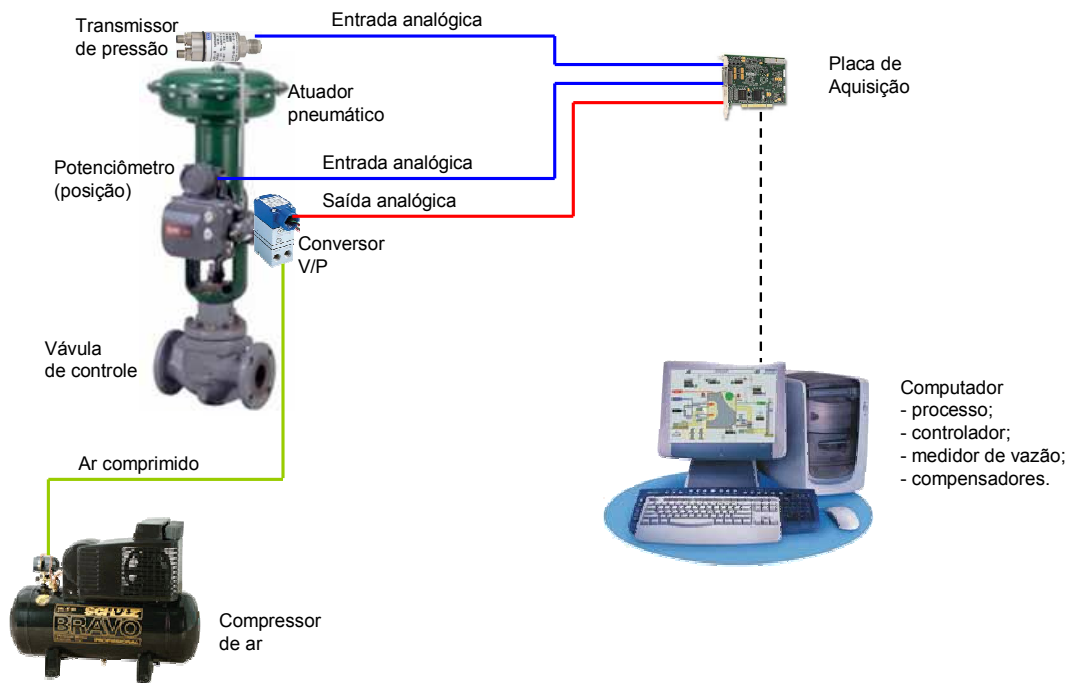 Transmissor
de pressão
Entrada analógica
Atuador
pneumático
Placa de
Aquisição
Potenciômetro
(posição)
Entrada analógica
Saída analógica
Conversor
V/P
Vávula
de controle
Computador
- processo;
- controlador;
- medidor de vazão;
- compensadores.
Ar comprimido
SCHULZ
BRAVO
Compressor
de ar